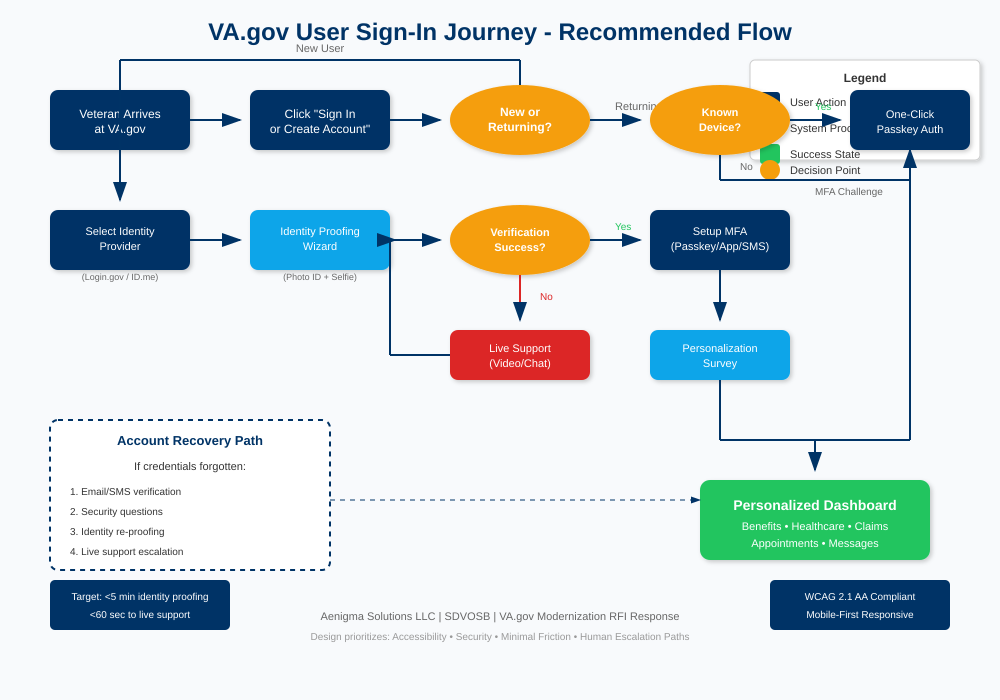 VA.gov User Sign-In Journey - Recommended Flow
New User
Legend
User Action
System
Success State
Decision Point
Veteran Arrives
at VA.gov
Click "Sign In
or Create Account"
New or
Returning?
Known
Device?
Yes
One-Click
Passkey Auth
No
MFA Challenge
Select Identity
Provider
(Login.gov / ID.me)
Identity Proofing
Wizard
(Photo ID + Selfie)
Verification
Success?
Yes
Setup MFA
(Passkey/App/SMS)
No
Live Support
(Video/Chat)
Personalization
Survey
Account Recovery Path
If credentials forgotten:
1. Email/SMS verification
2. Security questions
3. Identity re-proofing
4. Live support escalation
Personalized Dashboard
Benefits • Healthcare • Claims
Appointments • Messages
Target: <5 min identity proofing
<60 sec to live support
WCAG 2.1 AA Compliant
Mobile-First Responsive
Aenigma Solutions LLC | SDVOSB | VA.gov Modernization RFI Response
Design prioritizes: Accessibility • Security • Minimal Friction • Human Escalation Paths